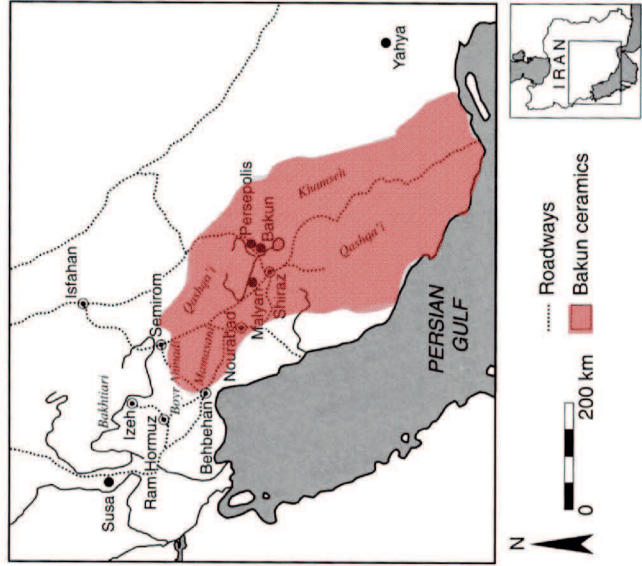 Isfahan
Semirom
Bakhtiari
Izeh
Susa
Ram Hormuz
Boyr Ahmadi
Mamasani
Behbehan
Nourabad
Qashqa'i
Malyan
Shiraz
Persepolis
Bakun
Khamseh
Qashqa'i
Yahya
PERSIAN
GULF
IRAN
N
0 200 km
Roadways
Bakun ceramics